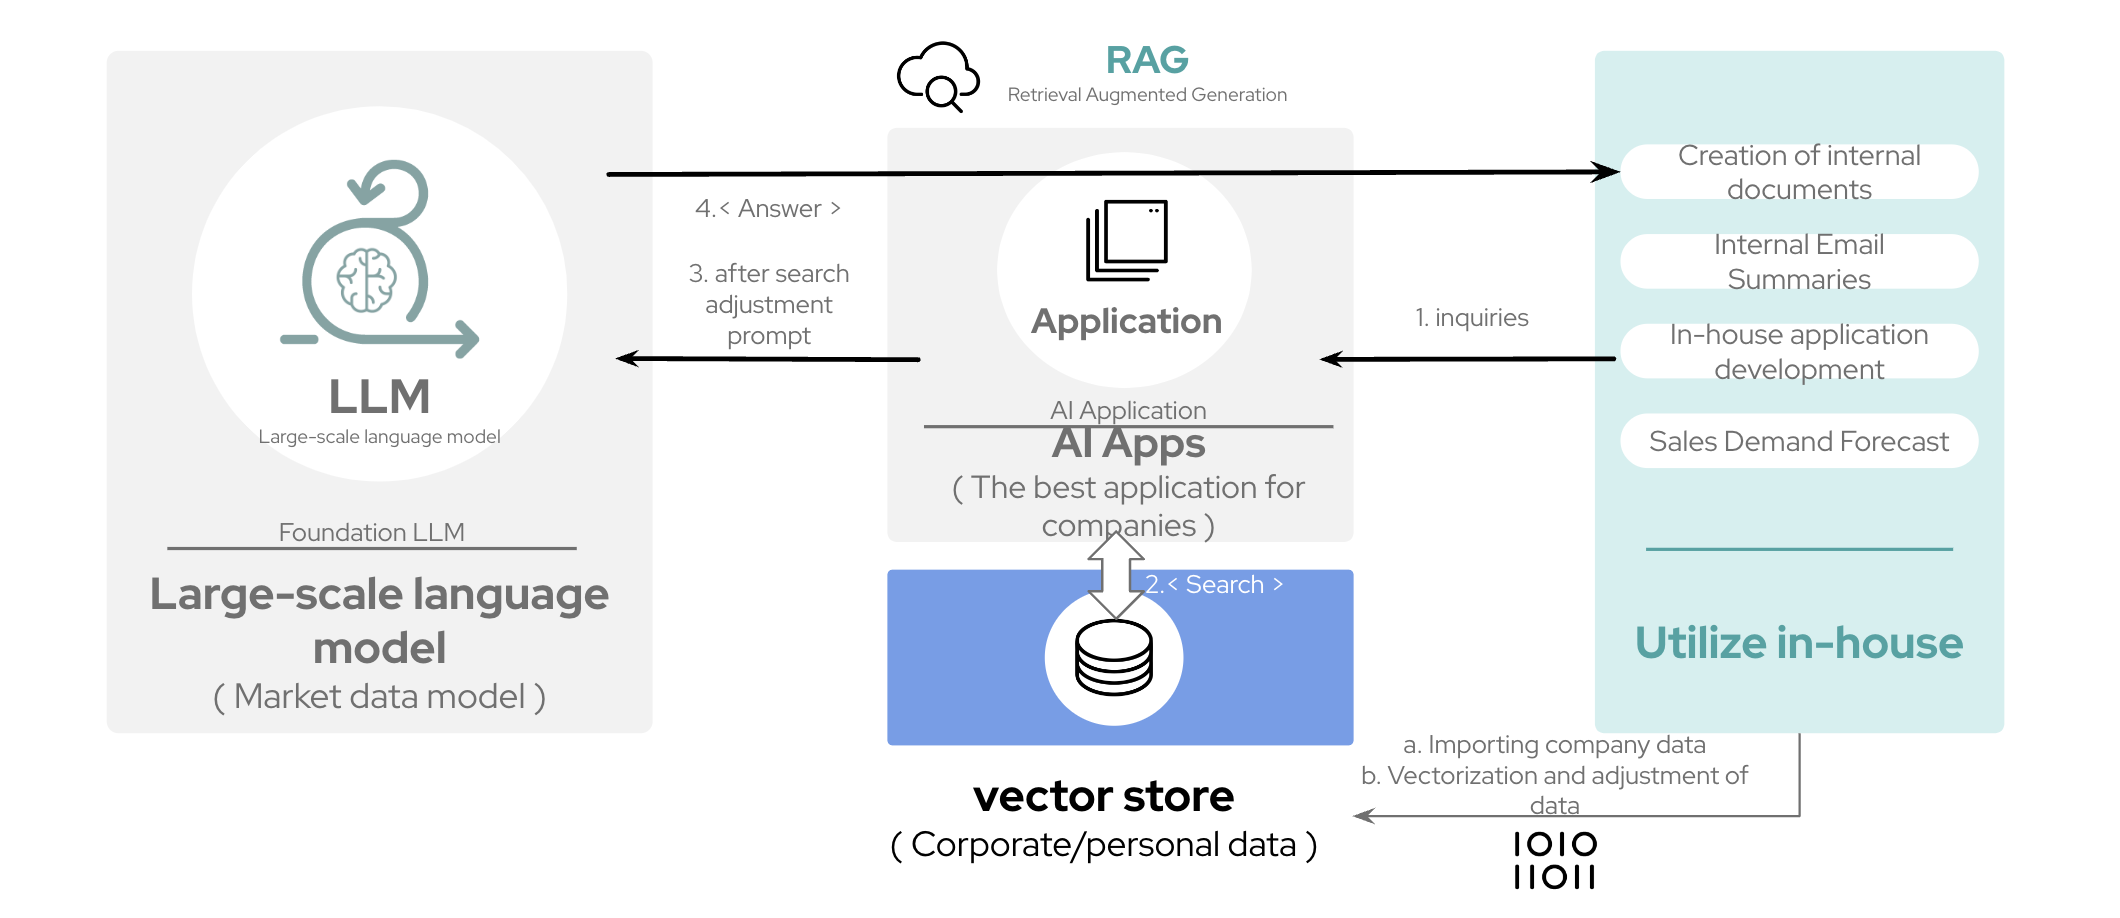 RAG
Retrieval Augmented Generation
LLM
Large-scale language model
Foundation LLM
Large-scale language
model
( Market data model )
4.< Answer >
3. after search
adjustment
prompt
Application
AI Application
AI Apps
( The best application for
companies )
2.< Search >
vector store
( Corporate/personal data )
1. inquiries
Creation of internal
documents
Internal Email
Summaries
In-house application
development
Sales Demand Forecast
Utilize in-house
a. Importing company data
b. Vectorization and adjustment of
data
1010
11011